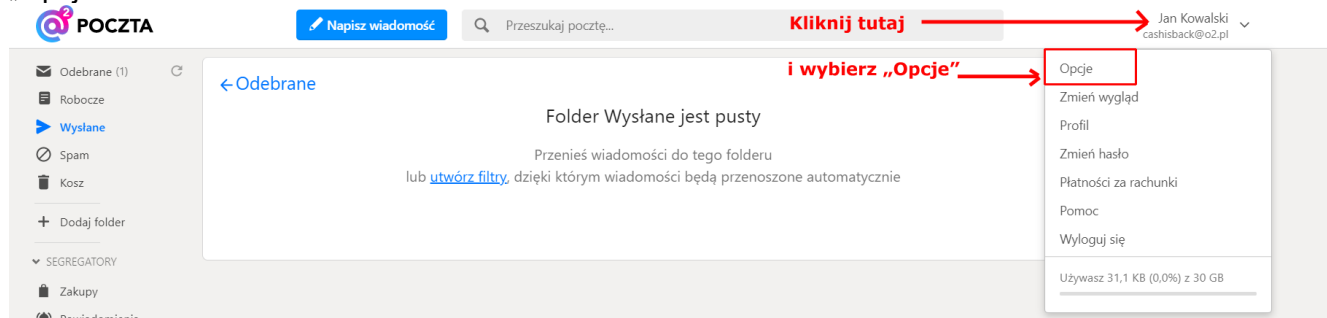 POCZTA
Napisz wiadomość
Przeszukaj pocztę...
Kliknij tutaj
Jan Kowalski
cashisback@o2.pl
Odebrane (1)
Robocze
Wysłane
Spam
Kosz
Dodaj folder
SEGREGATORY
Zakupy
←Odebrane
Folder Wysłane jest pusty
Przenieś wiadomości do tego folderu
lub utwórz filtry, dzięki którym wiadomości będą przenoszone automatycznie
i wybierz „Opcje”
Opcje
Zmień wygląd
Profil
Zmień hasło
Płatności za rachunki
Pomoc
Wyloguj się
Używasz 31,1 KB (0,0%) z 30 GB